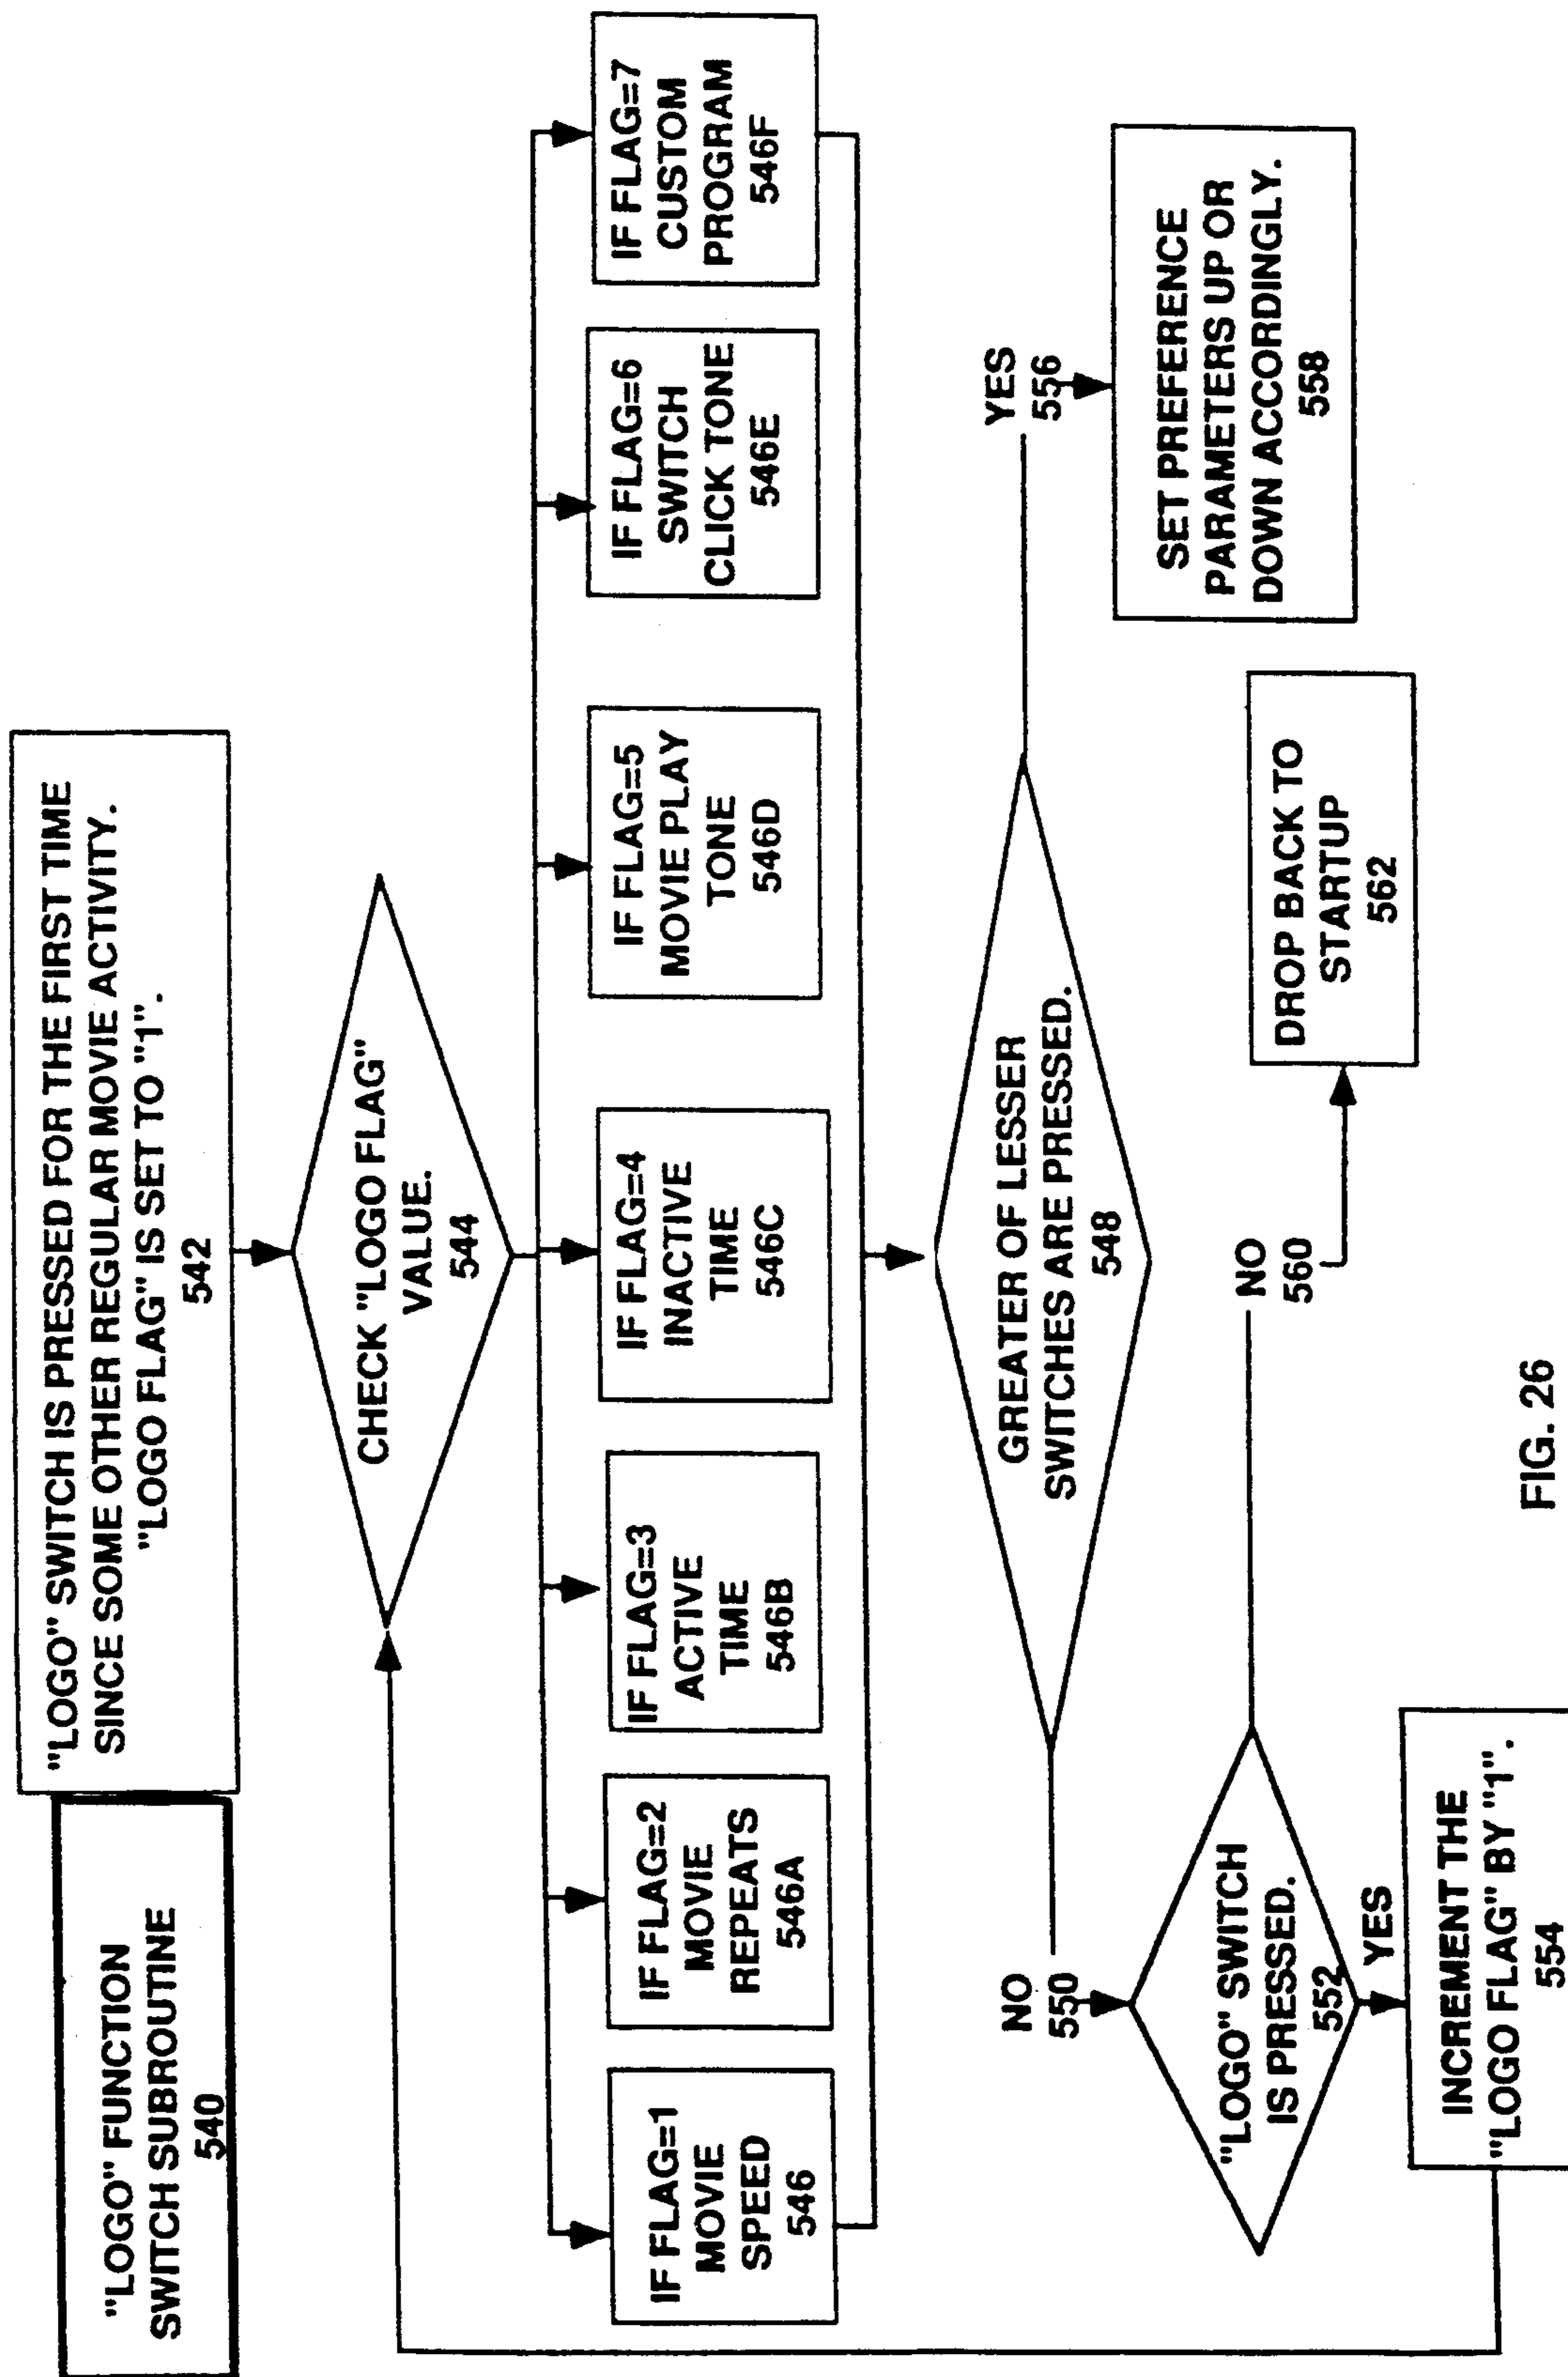 "LOGO" FUNCTION
SWITCH SUBROUTINE
540
"LOGO" SWITCH IS PRESSED FOR THE FIRST TIME
SINCE SOME OTHER REGULAR MOVIE ACTIVITY.
"LOGO FLAG" IS SET TO "1".
542
CHECK "LOGO FLAG"
VALUE.
544
IF FLAG=1
MOVIE
SPEED
546
IF FLAG=2
MOVIE
REPEATS
546A
IF FLAG=3
ACTIVE
TIME
546B
IF FLAG=4
INACTIVE
TIME
546C
IF FLAG=5
MOVIE PLAY
TONE
546D
IF FLAG=6
SWITCH
CLICK TONE
546E
IF FLAG=7
CUSTOM
PROGRAM
546F
GREATER OF LESSER
SWITCHES ARE PRESSED.
548
NO
550
YES
556
"LOGO" SWITCH
IS PRESSED.
552
YES
NO
560
SET PREFERENCE
PARAMETERS UP OR
DOWN ACCORDINGLY.
558
DROP BACK TO
STARTUP
562
INCREMENT THE
"LOGO FLAG" BY "1".
554
FIG. 26